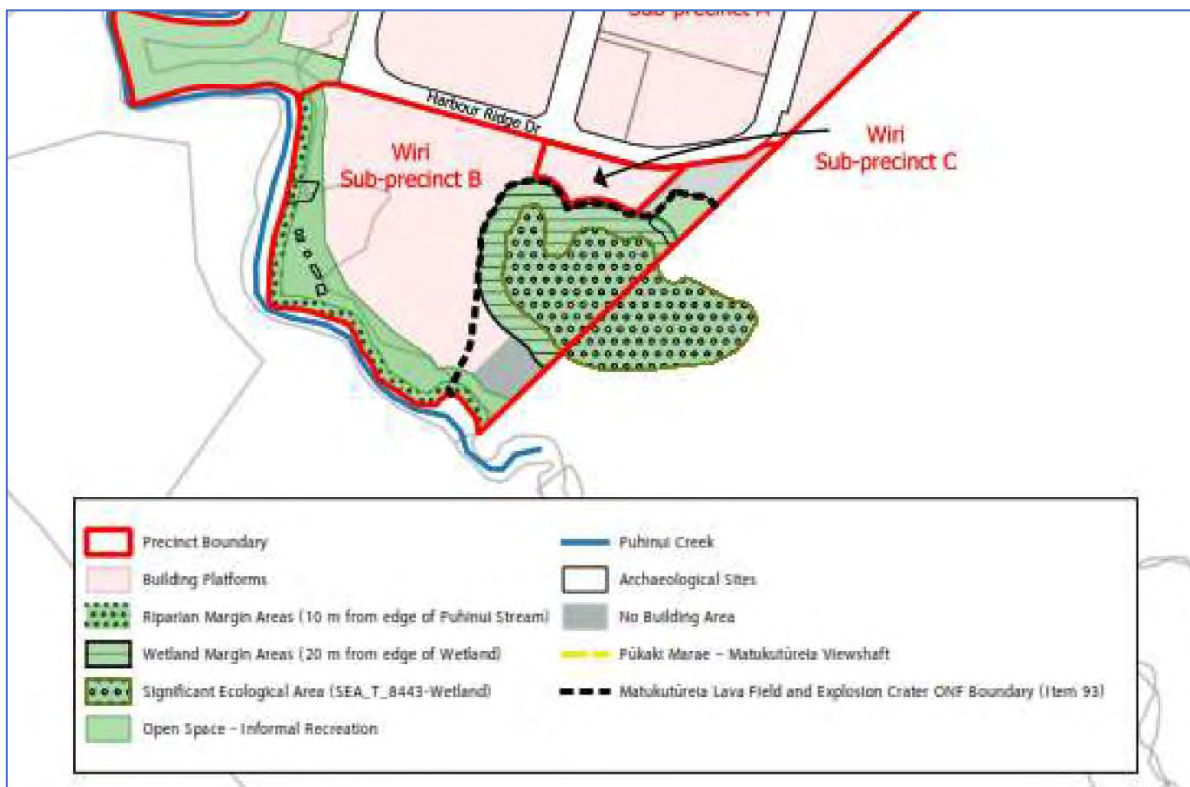 Sub-precinct A
Harbour Ridge Dr
Wiri
Sub-precinct B
Wiri
Sub-precinct C
Precinct Boundary
Building Platforms
Riparian Margin Areas (10 m from edge of Puhinui Stream)
Wetland Margin Areas (20 m from edge of Wetland)
Significant Ecological Area (SEA_T_8443-Wetland)
Open Space - Informal Recreation
Puhinui Creek
Archaeological Sites
No Building Area
Pūkaki Marae - Matukutūreia Viewshaft
Matukutūreia Lava Field and Explosion Crater ONF Boundary (Item 93)